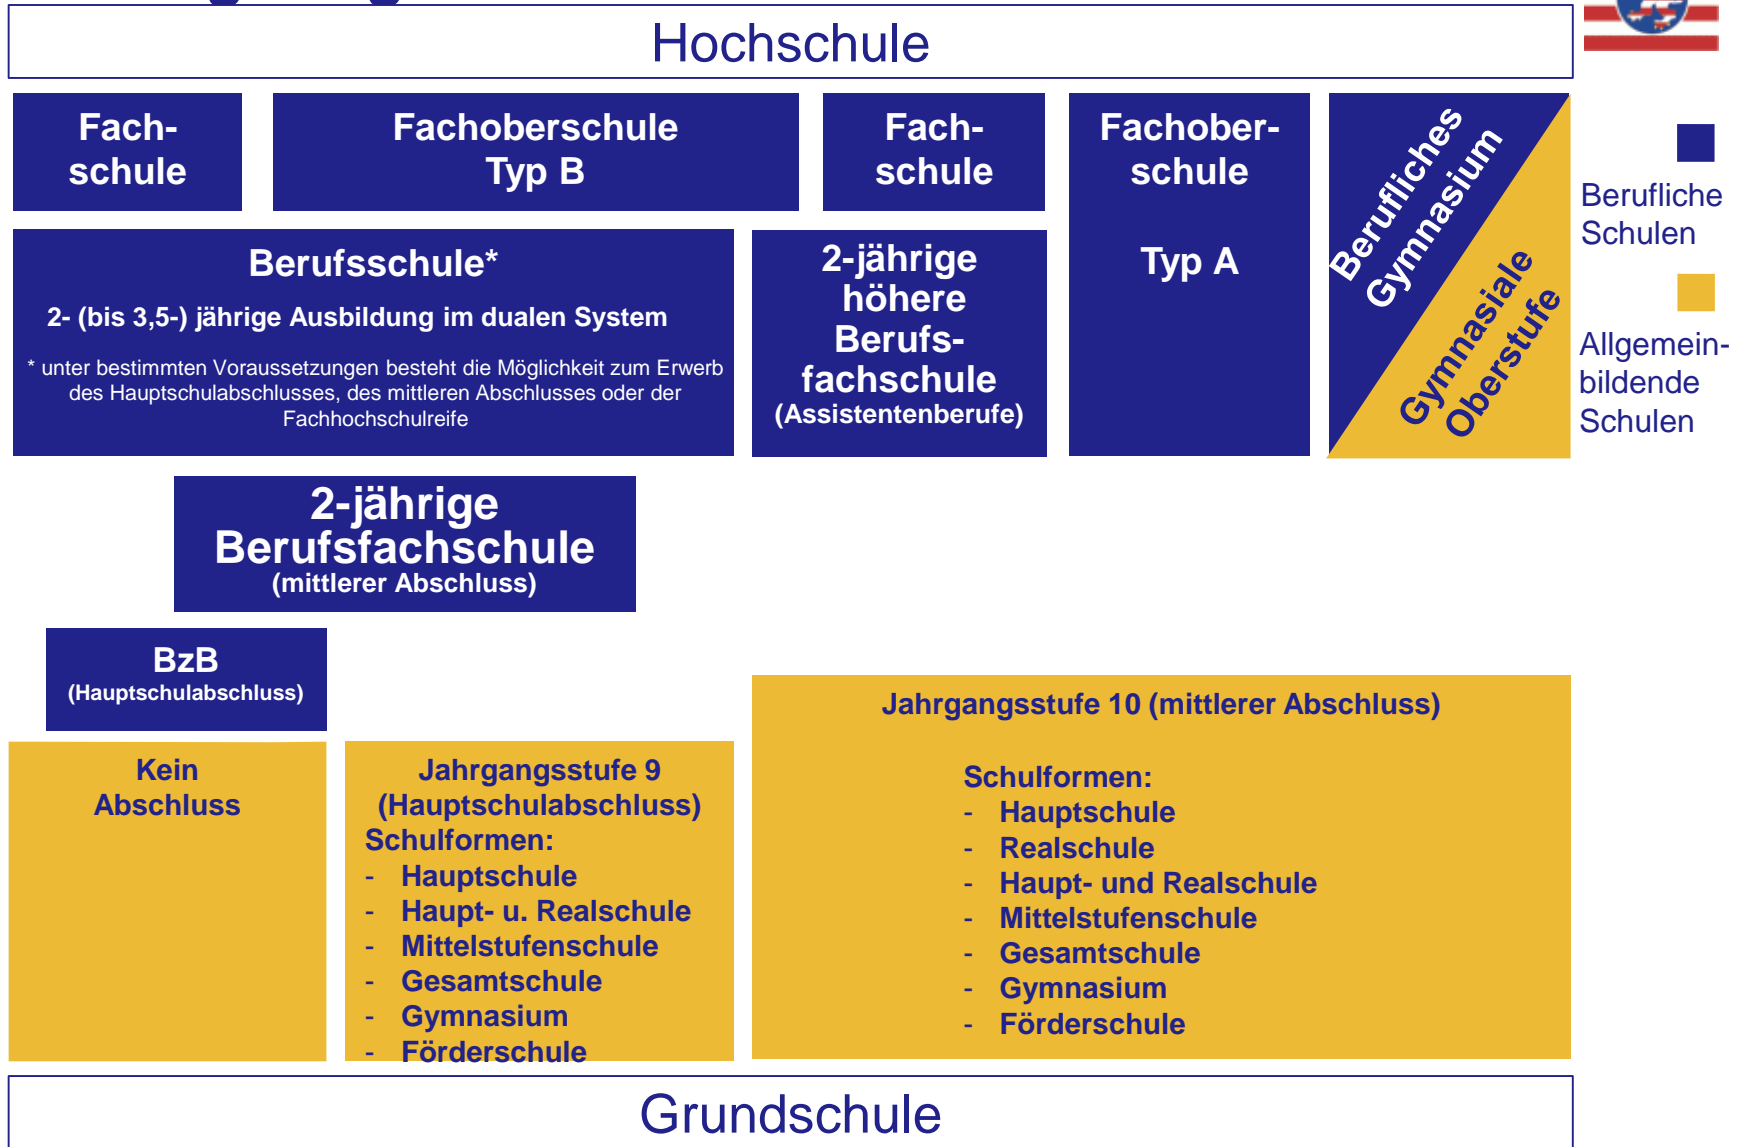 Hochschule
Fach-
schule
Fachoberschule
Typ B
Fach-
schule
Fachober-
schule
Typ A
Berufliches
Gymnasium
Gymnasiale
Oberstufe
Berufliche
Schulen
Allgemein-
bildende
Schulen
Berufsschule*
2- (bis 3,5-) jährige Ausbildung im dualen System
* unter bestimmten Voraussetzungen besteht die Möglichkeit zum Erwerb
des Hauptschulabschlusses, des mittleren Abschlusses oder der
Fachhochschulreife
2-jährige
höhere
Berufs-
fachschule
(Assistentenberufe)
2-jährige
Berufsfachschule
(mittlerer Abschluss)
BzB
(Hauptschulabschluss)
Kein
Abschluss
Jahrgangsstufe 9
(Hauptschulabschluss)
Schulformen:
- Hauptschule
- Haupt- u. Realschule
- Mittelstufenschule
- Gesamtschule
- Gymnasium
- Förderschule
Jahrgangsstufe 10 (mittlerer Abschluss)
Schulformen:
- Hauptschule
- Realschule
- Haupt- und Realschule
- Mittelstufenschule
- Gesamtschule
- Gymnasium
- Förderschule
Grundschule